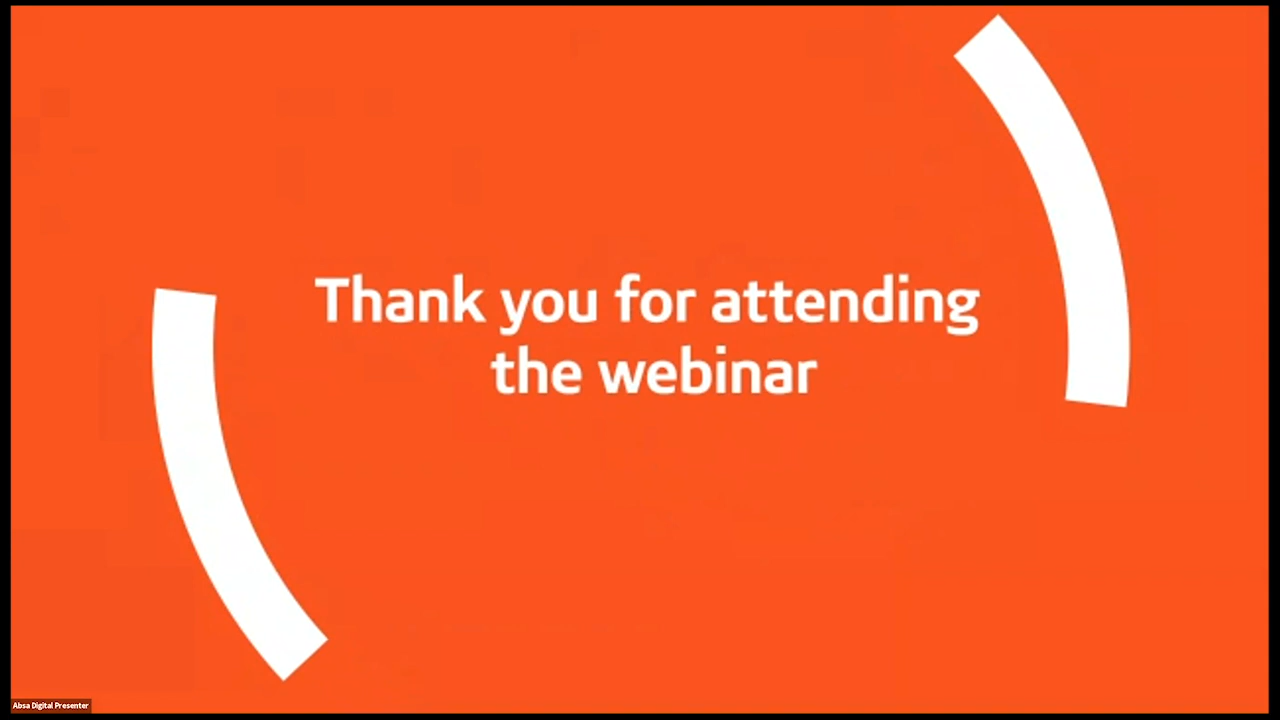 Thank you for attending
the webinar
Absa Digital Presenter